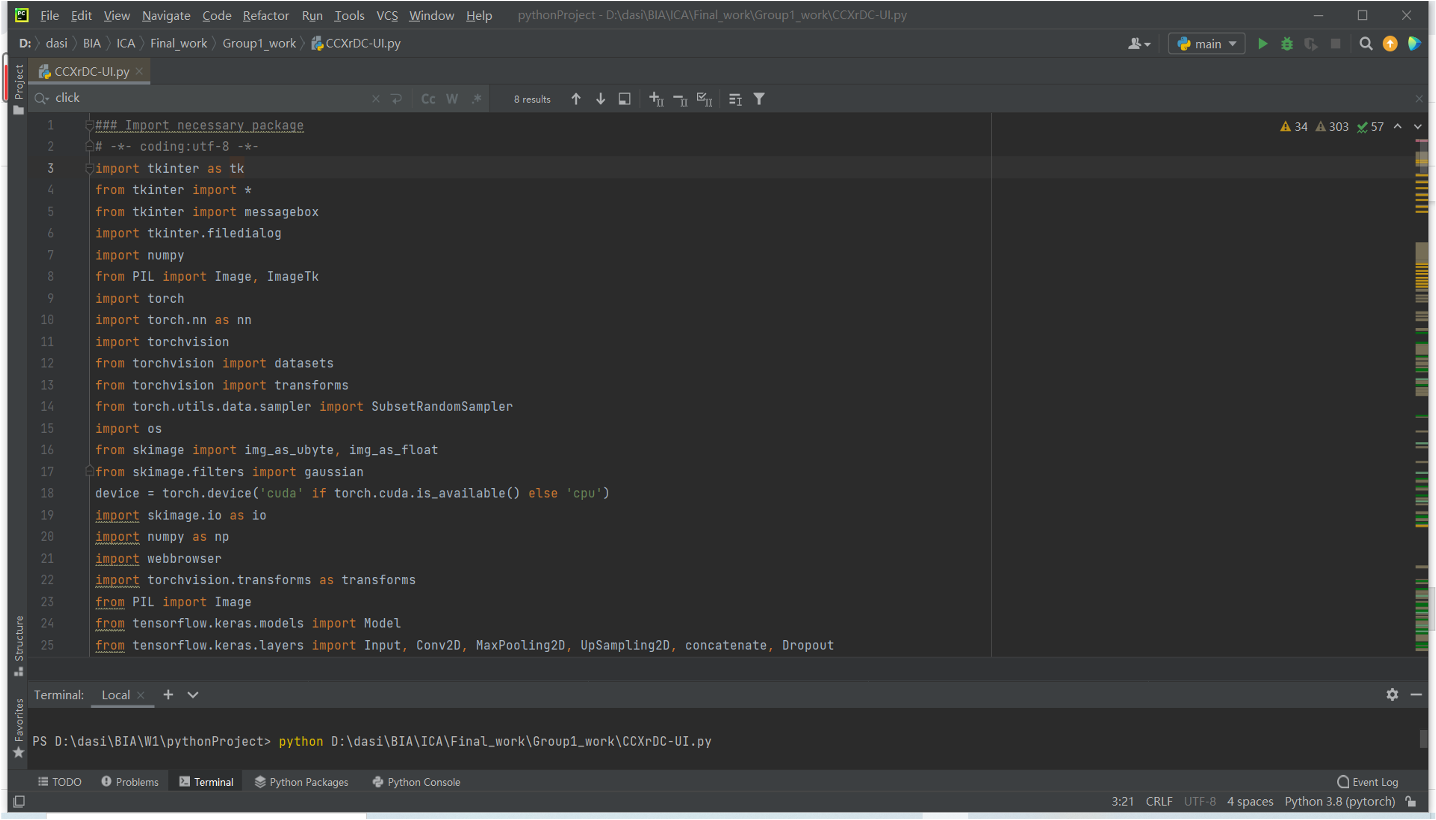 PC File Edit View Navigate Code Refactor Run Tools VCS Window Help pythonProject - D:\dasi\BIA\ICA\Final_work\Group1_work\CCXrDC-UI.py
D: dasi BIA ICA Final_work Group1_work CCXrDC-UI.py main
Project
CCXrDC-UI.py
click Cc W .* 8 results
34 303 57
1 ### Import necessary package
2 # -*- coding:utf-8 -*-
3 import tkinter as tk
4 from tkinter import *
5 from tkinter import messagebox
6 import tkinter.filedialog
7 import numpy
8 from PIL import Image, ImageTk
9 import torch
10 import torch.nn as nn
11 import torchvision
12 from torchvision import datasets
13 from torchvision import transforms
14 from torch.utils.data.sampler import SubsetRandomSampler
15 import os
16 from skimage import img_as_ubyte, img_as_float
17 from skimage.filters import gaussian
18 device = torch.device('cuda' if torch.cuda.is_available() else 'cpu')
19 import skimage.io as io
20 import numpy as np
21 import webbrowser
22 import torchvision.transforms as transforms
23 from PIL import Image
24 from tensorflow.keras.models import Model
25 from tensorflow.keras.layers import Input, Conv2D, MaxPooling2D, UpSampling2D, concatenate, Dropout
Structure
Favorites
Terminal: Local
PS D:\dasi\BIA\W1\pythonProject> python D:\dasi\BIA\ICA\Final_work\Group1_work\CCXrDC-UI.py
TODO Problems Terminal Python Packages Python Console Event Log
3:21 CRLF UTF-8 4 spaces Python 3.8 (pytorch)